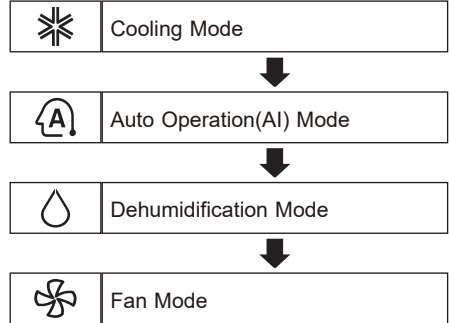 Cooling Mode
A
Auto Operation(AI) Mode
Dehumidification Mode
Fan Mode